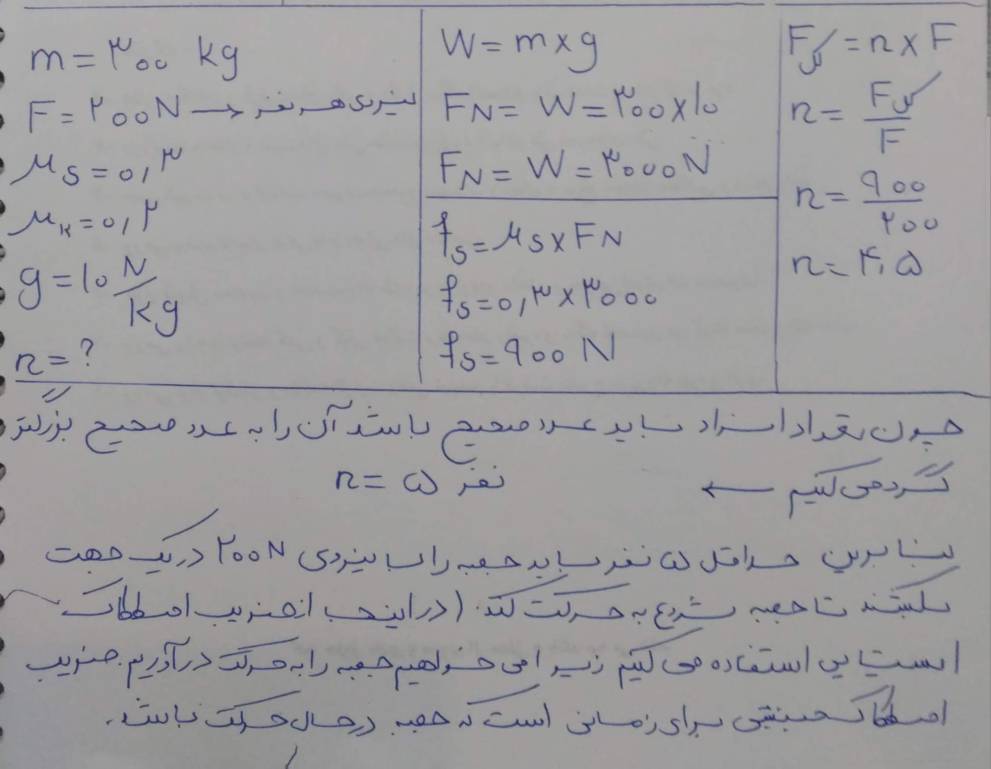 m = ۳۰۰ kg
F = ۲۰۰ N → نیروی هر نفر
μs = ۰٫۳
μk = ۰٫۲
g = ۱۰ N/kg
n = ?
W = m × g
FN = W = ۳۰۰ × ۱۰
FN = W = ۳۰۰۰ N
fs = μs × FN
fs = ۰٫۳ × ۳۰۰۰
fs = ۹۰۰ N
Fکل = n × F
n = Fکل / F
n = ۹۰۰ / ۲۰۰
n = ۴٫۵
چون تعداد افراد باید عدد صحیح باشد آن را به عدد صحیح بزرگتر
گرد می کنیم ← n = ۵ نفر
بنابرین حداقل ۵ نفر باید جعبه را با نیروی ۲۰۰N در یک جهت
بکشند تا جعبه شروع به حرکت کند. (در اینجا از ضریب اصطکاک
ایستایی استفاده می کنیم زیرا می خواهیم جعبه را به حرکت درآوریم. ضریب
اصطکاک جنبشی برای زمانی است که جعبه در حال حرکت باشد.